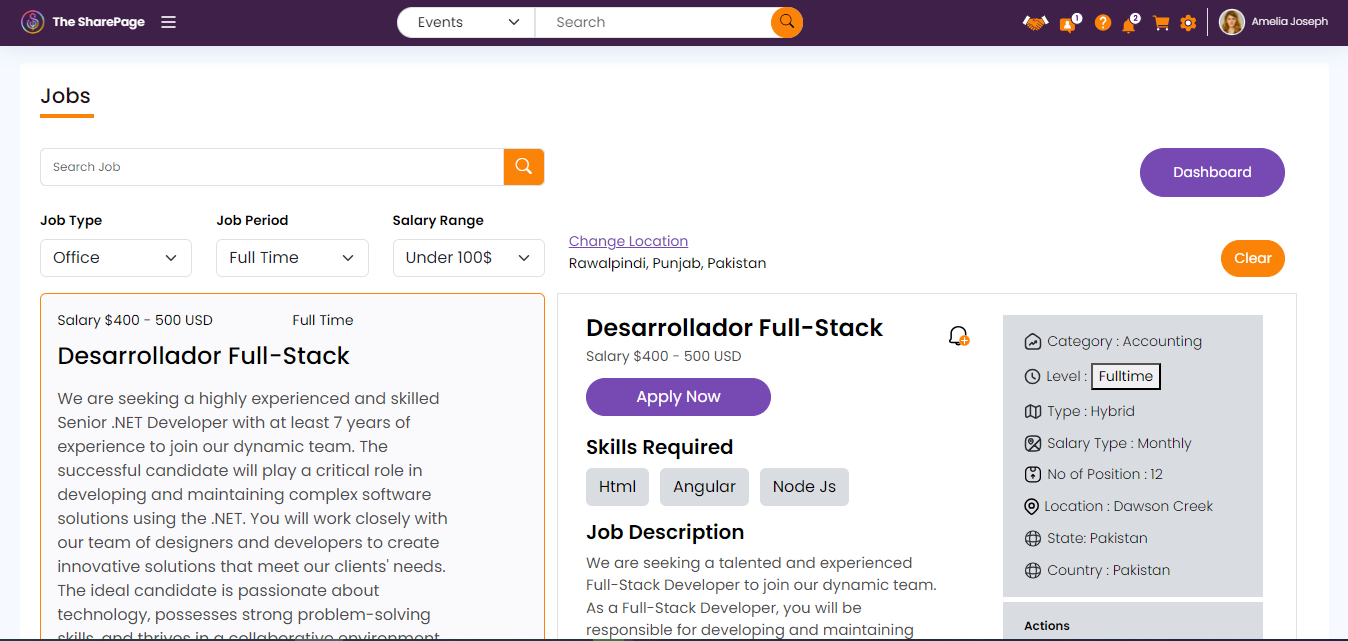 The SharePage
Events
Search
1
2
Amelia Joseph
Jobs
Search Job
Dashboard
Job Type
Job Period
Salary Range
Office
Full Time
Under 100$
Change Location
Rawalpindi, Punjab, Pakistan
Clear
Salary $400 - 500 USD
Full Time
Desarrollador Full-Stack
We are seeking a highly experienced and skilled
Senior .NET Developer with at least 7 years of
experience to join our dynamic team. The
successful candidate will play a critical role in
developing and maintaining complex software
solutions using the .NET. You will work closely with
our team of designers and developers to create
innovative solutions that meet our clients' needs.
The ideal candidate is passionate about
technology, possesses strong problem-solving
skills, and thrives in a collaborative environment
Desarrollador Full-Stack
Salary $400 - 500 USD
Apply Now
Skills Required
Html
Angular
Node Js
Job Description
We are seeking a talented and experienced
Full-Stack Developer to join our dynamic team.
As a Full-Stack Developer, you will be
responsible for developing and maintaining
Category : Accounting
Level : Fulltime
Type : Hybrid
Salary Type : Monthly
No of Position : 12
Location : Dawson Creek
State: Pakistan
Country : Pakistan
Actions